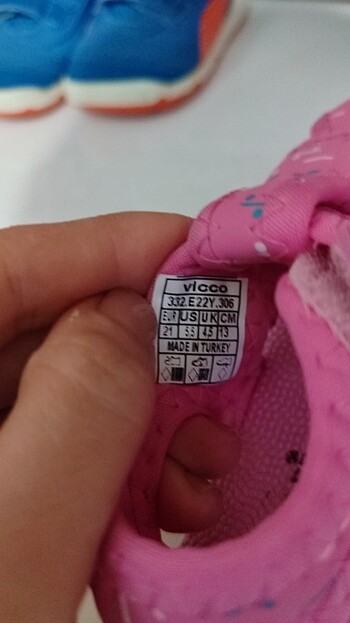 vicco
332.E22Y.306
EUR US UK CM
21 5.5 4.5 13
MADE IN TURKEY